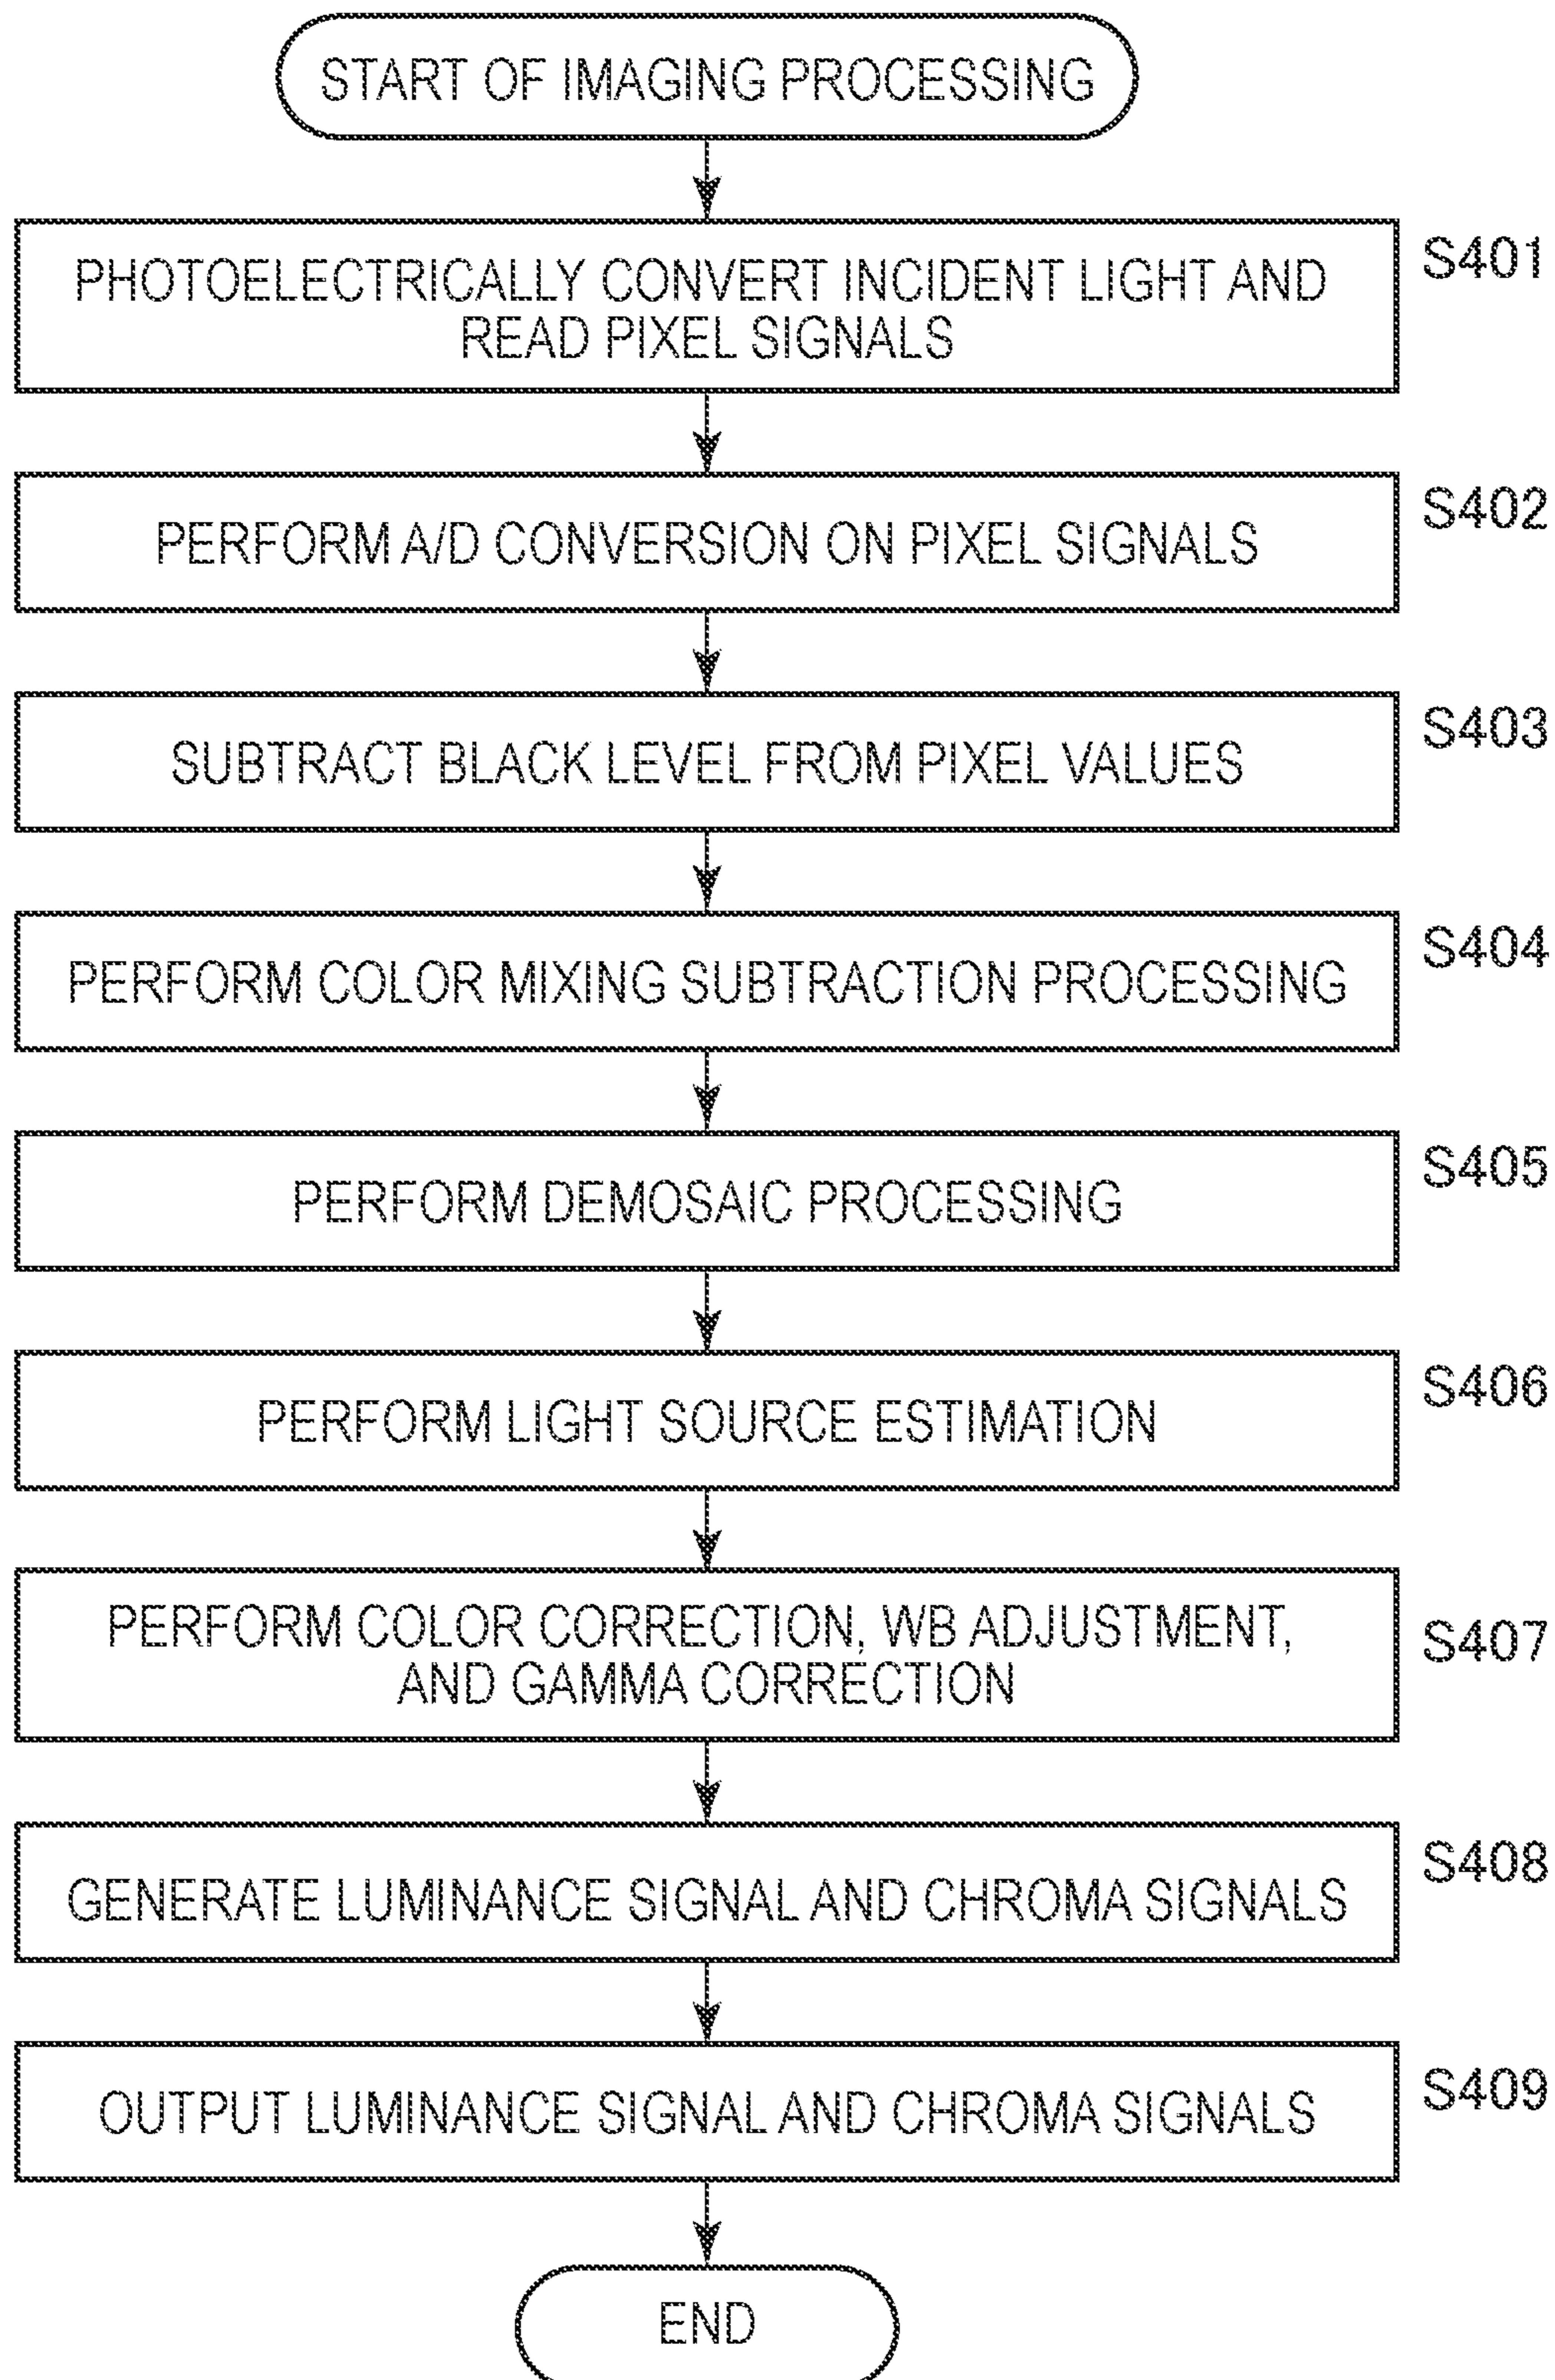 START OF IMAGING PROCESSING
PHOTOELECTRICALLY CONVERT INCIDENT LIGHT AND
READ PIXEL SIGNALS
S401
PERFORM A/D CONVERSION ON PIXEL SIGNALS
S402
SUBTRACT BLACK LEVEL FROM PIXEL VALUES
S403
PERFORM COLOR MIXING SUBTRACTION PROCESSING
S404
PERFORM DEMOSAIC PROCESSING
S405
PERFORM LIGHT SOURCE ESTIMATION
S406
PERFORM COLOR CORRECTION, WB ADJUSTMENT,
AND GAMMA CORRECTION
S407
GENERATE LUMINANCE SIGNAL AND CHROMA SIGNALS
S408
OUTPUT LUMINANCE SIGNAL AND CHROMA SIGNALS
S409
END